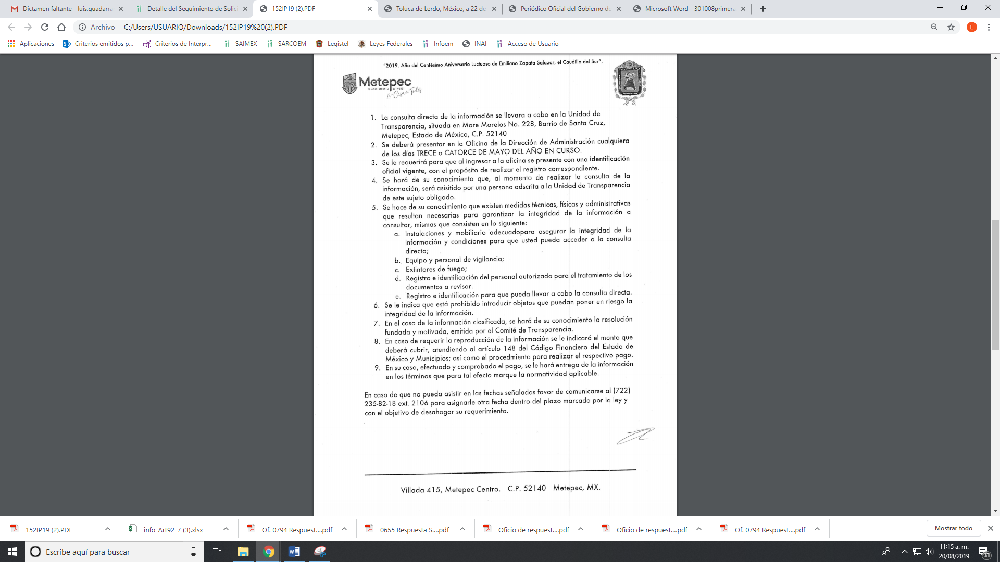 Dictamen faltante - luis.guadarra
Detalle del Seguimiento de Solici
152IP19 (2).PDF
Toluca de Lerdo, México, a 22 de
Periódico Oficial del Gobierno de
Microsoft Word - 301008primera
Archivo
C:/Users/USUARIO/Downloads/152IP19%20(2).PDF
L
Aplicaciones
Criterios emitidos p...
Criterios de Interpr...
SAIMEX
SARCOEM
Legistel
Leyes Federales
Infoem
INAI
Acceso de Usuario
"2019. Año del Centésimo Aniversario Luctuoso de Emiliano Zapata Salazar, el Caudillo del Sur".
Metepec
H. AYUNTAMIENTO 2019-2021
La Casa de Todos
1. La consulta directa de la información se llevara a cabo en la Unidad de
Transparencia, situada en More Morelos No. 228, Barrio de Santa Cruz,
Metepec, Estado de México, C.P. 52140
2. Se deberá presentar en la Oficina de la Dirección de Administración cualquiera
de los días TRECE o CATORCE DE MAYO DEL AÑO EN CURSO.
3. Se le requerirá para que al ingresar a la oficina se presente con una identificación
oficial vigente, con el propósito de realizar el registro correspondiente.
4. Se hará de su conocimiento que, al momento de realizar la consulta de la
información, será asisitido por una persona adscrita a la Unidad de Transparencia
de este sujeto obligado.
5. Se hace de su conocimiento que existen medidas técnicas, físicas y administrativas
que resultan necesarias para garantizar la integridad de la información a
consultar, mismas que consisten en lo siguiente:
a. Instalaciones y mobiliario adecuadopara asegurar la integridad de la
información y condiciones para que usted pueda acceder a la consulta
directa;
b. Equipo y personal de vigilancia;
c. Extintores de fuego;
d. Registro e identificación del personal autorizado para el tratamiento de los
documentos a revisar.
e. Registro e identificación para que pueda llevar a cabo la consulta directa.
6. Se le indica que está prohibido introducir objetos que puedan poner en riesgo la
integridad de la información.
7. En el caso de la información clasificada, se hará de su conocimiento la resolución
fundada y motivada, emitida por el Comité de Transparencia.
8. En caso de requerir la reproducción de la información se le indicará el monto que
deberá cubrir, atendiendo al artículo 148 del Código Financiero del Estado de
México y Municipios; así como el procedmiento para realizar el respectivo pago.
9. En su caso, efectuado y comprobado el pago, se le hará entrega de la información
en los términos que para tal efecto marque la normatividad aplicable.
En caso de que no pueda asistir en las fechas señaladas favor de comunicarse al (722)
235-82-18 ext. 2106 para asignarle otra fecha dentro del plazo marcado por la ley y
con el objetivo de desahogar su requerimiento.
Villada 415, Metepec Centro. C.P. 52140 Metepec, MX.
152IP19 (2).PDF
info_Art92_7 (3).xlsx
Of. 0794 Respuest....pdf
0655 Respuesta S....pdf
Oficio de respuest....pdf
Oficio de respuest....pdf
Of. 0794 Respuest....pdf
Mostrar todo
Escribe aquí para buscar
11:15 a. m.
20/08/2019
31